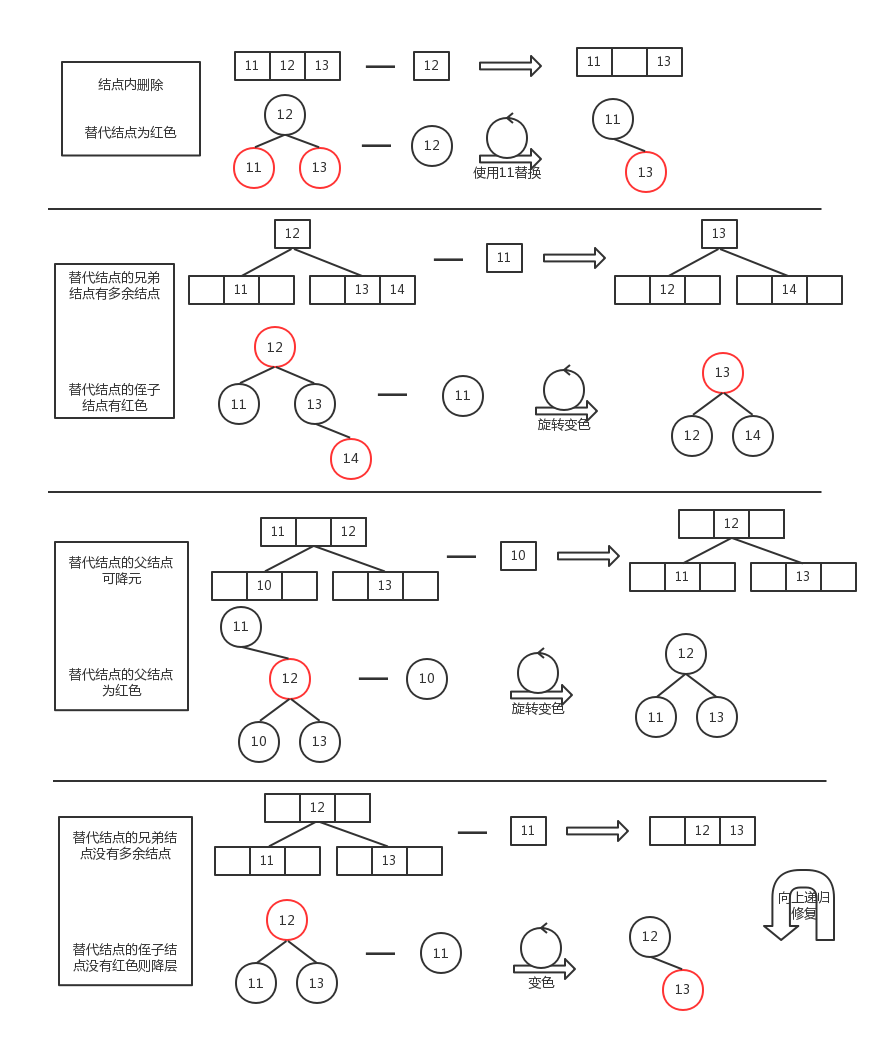 结点内删除
替代结点为红色
11 12 13
12
11 13
12
11 13
12
使用11替换
11
13
替代结点的兄弟
结点有多余结点
替代结点的侄子
结点有红色
12
11
13 14
11
13
12
14
12
11
13
14
11
旋转变色
13
12
14
替代结点的父结点
可降元
替代结点的父结点
为红色
11 12
10
13
10
12
11
13
11
12
10
13
10
旋转变色
12
11
13
替代结点的兄弟结
点没有多余结点
替代结点的侄子结
点没有红色则降层
12
11
13
11
12 13
12
11
13
11
变色
12
13
向上递归
修复